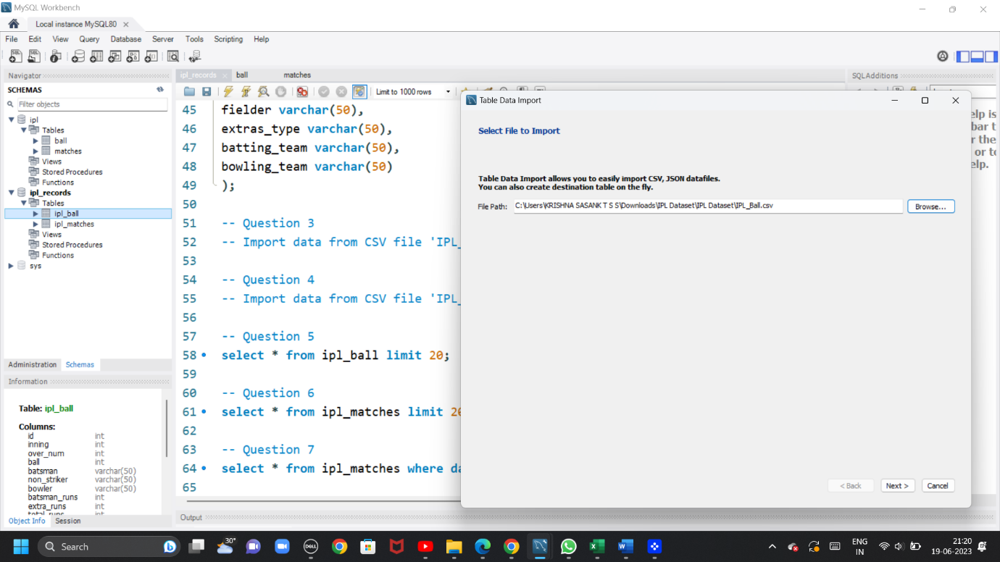 MySQL Workbench
Local instance MySQL80
File Edit View Query Database Server Tools Scripting Help
Navigator
SCHEMAS
Filter objects
ipl
Tables
ball
matches
Views
Stored Procedures
Functions
ipl_records
Tables
ipl_ball
ipl_matches
Views
Stored Procedures
Functions
sys
Administration Schemas
Information
Table: ipl_ball
Columns:
id int
inning int
over_num int
ball int
batsman varchar(50)
non_striker varchar(50)
bowler varchar(50)
batsman_runs int
extra_runs int
total_runs int
Object Info Session
ipl_records ball matches
Limit to 1000 rows
45 fielder varchar(50),
46 extras_type varchar(50),
47 batting_team varchar(50),
48 bowling_team varchar(50)
49 );
50
51 -- Question 3
52 -- Import data from CSV file 'IPL_
53
54 -- Question 4
55 -- Import data from CSV file 'IPL_
56
57 -- Question 5
58 select * from ipl_ball limit 20;
59
60 -- Question 6
61 select * from ipl_matches limit 20
62
63 -- Question 7
64 select * from ipl_matches where da
65
Output
SQLAdditions
Table Data Import
Select File to Import
Table Data Import allows you to easily import CSV, JSON datafiles.
You can also create destination table on the fly.
File Path: C:\Users\KRISHNA SASANK T S S\Downloads\IPL Dataset\IPL Dataset\IPL_Ball.csv Browse...
< Back Next > Cancel
elp is
bar t
r the
or to
elp.
Search
30°
DELL
ENG
IN
21:20
19-06-2023